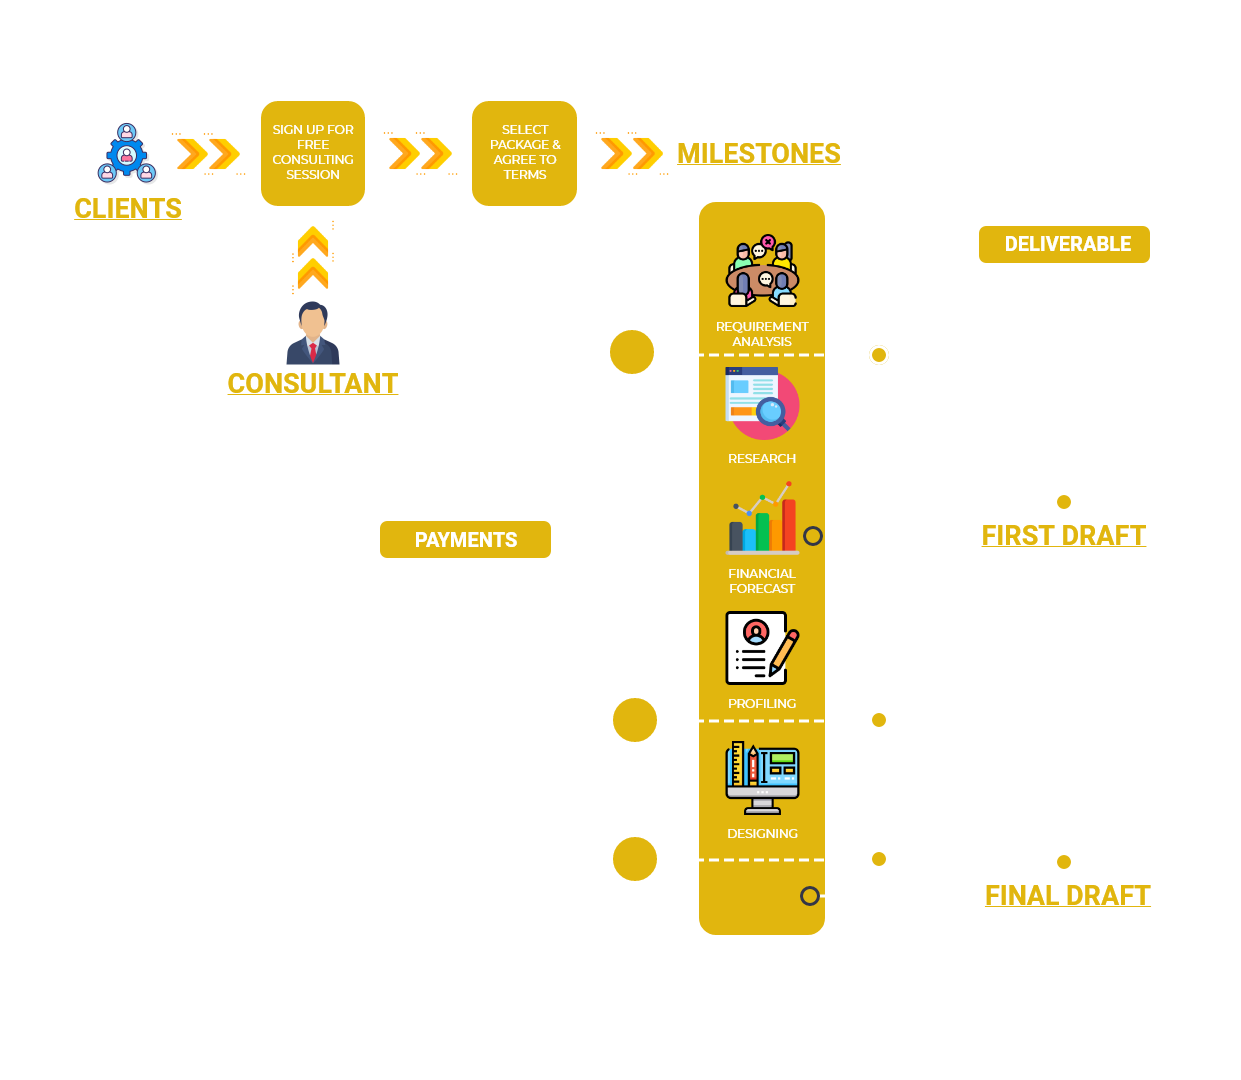 SIGN UP FOR
FREE
CONSULTING
SESSION
SELECT
PACKAGE &
AGREE TO
TERMS
MILESTONES
CLIENTS
DELIVERABLE
REQUIREMENT
ANALYSIS
CONSULTANT
RESEARCH
PAYMENTS
FIRST DRAFT
FINANCIAL
FORECAST
PROFILING
DESIGNING
FINAL DRAFT